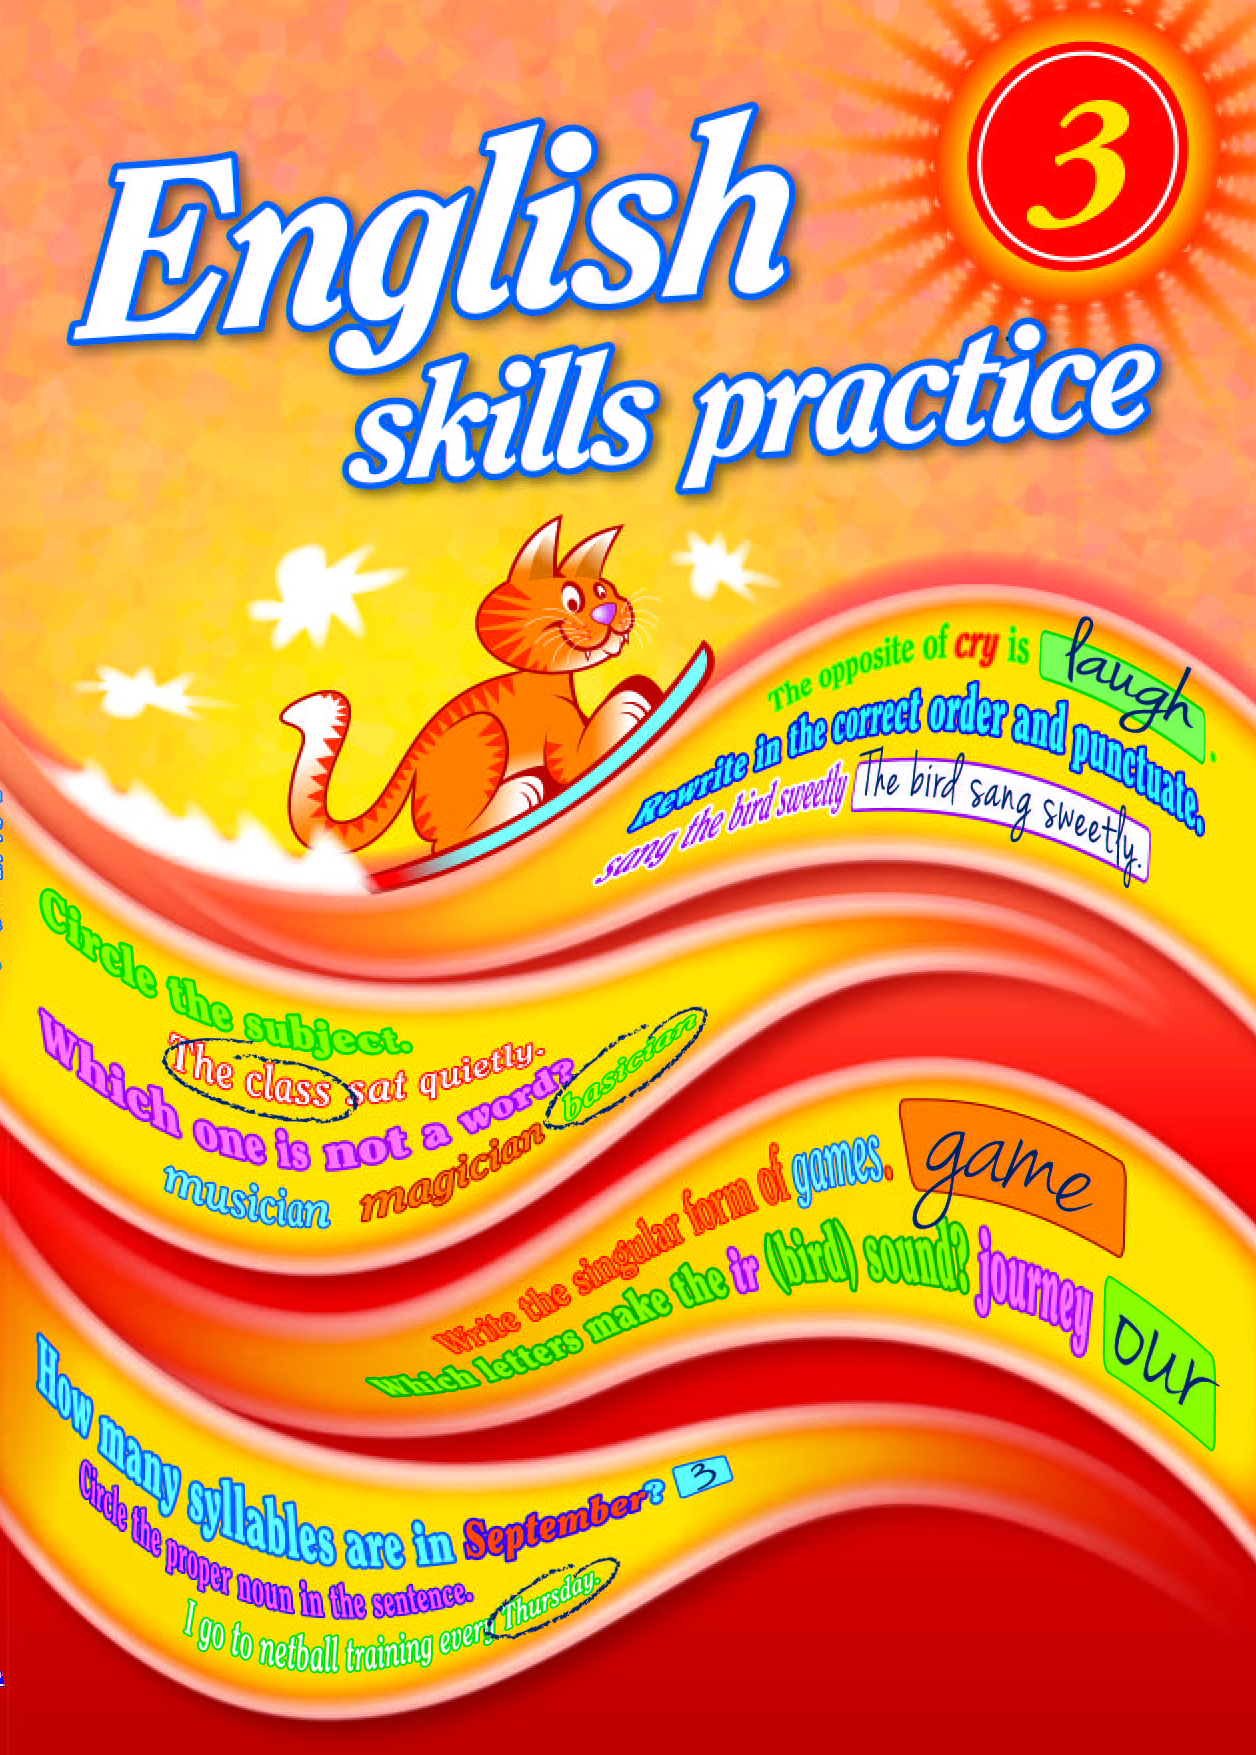 3
English
skills practice
The opposite of cry is laugh.
Rewrite in the correct order and punctuate.
sang the bird sweetly The bird sang sweetly.
Circle the subject.
The class sat quietly.
Which one is not a word?
musician magician basician
Write the singular form of games. game
Which letters make the ir (bird) sound? journey our
How many syllables are in September? 3
Circle the proper noun in the sentence.
I go to netball training every Thursday.